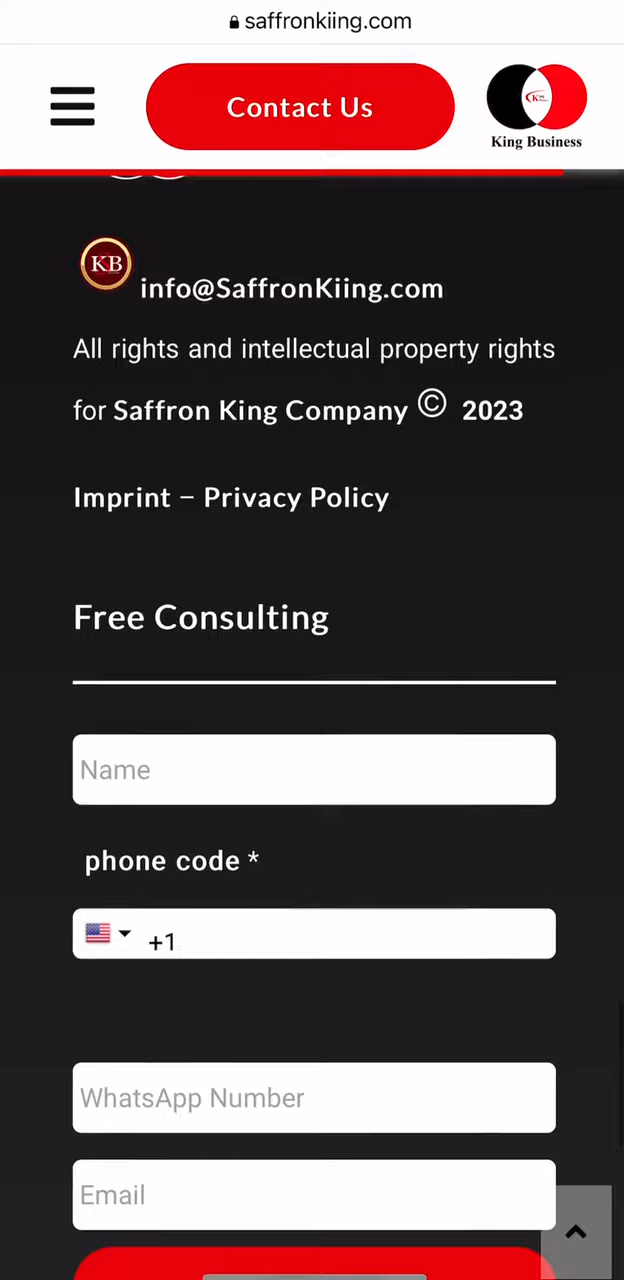 saffronkiing.com
Contact Us
King Business
KB
info@SaffronKiing.com
All rights and intellectual property rights
for Saffron King Company © 2023
Imprint – Privacy Policy
Free Consulting
Name
phone code *
+1
WhatsApp Number
Email